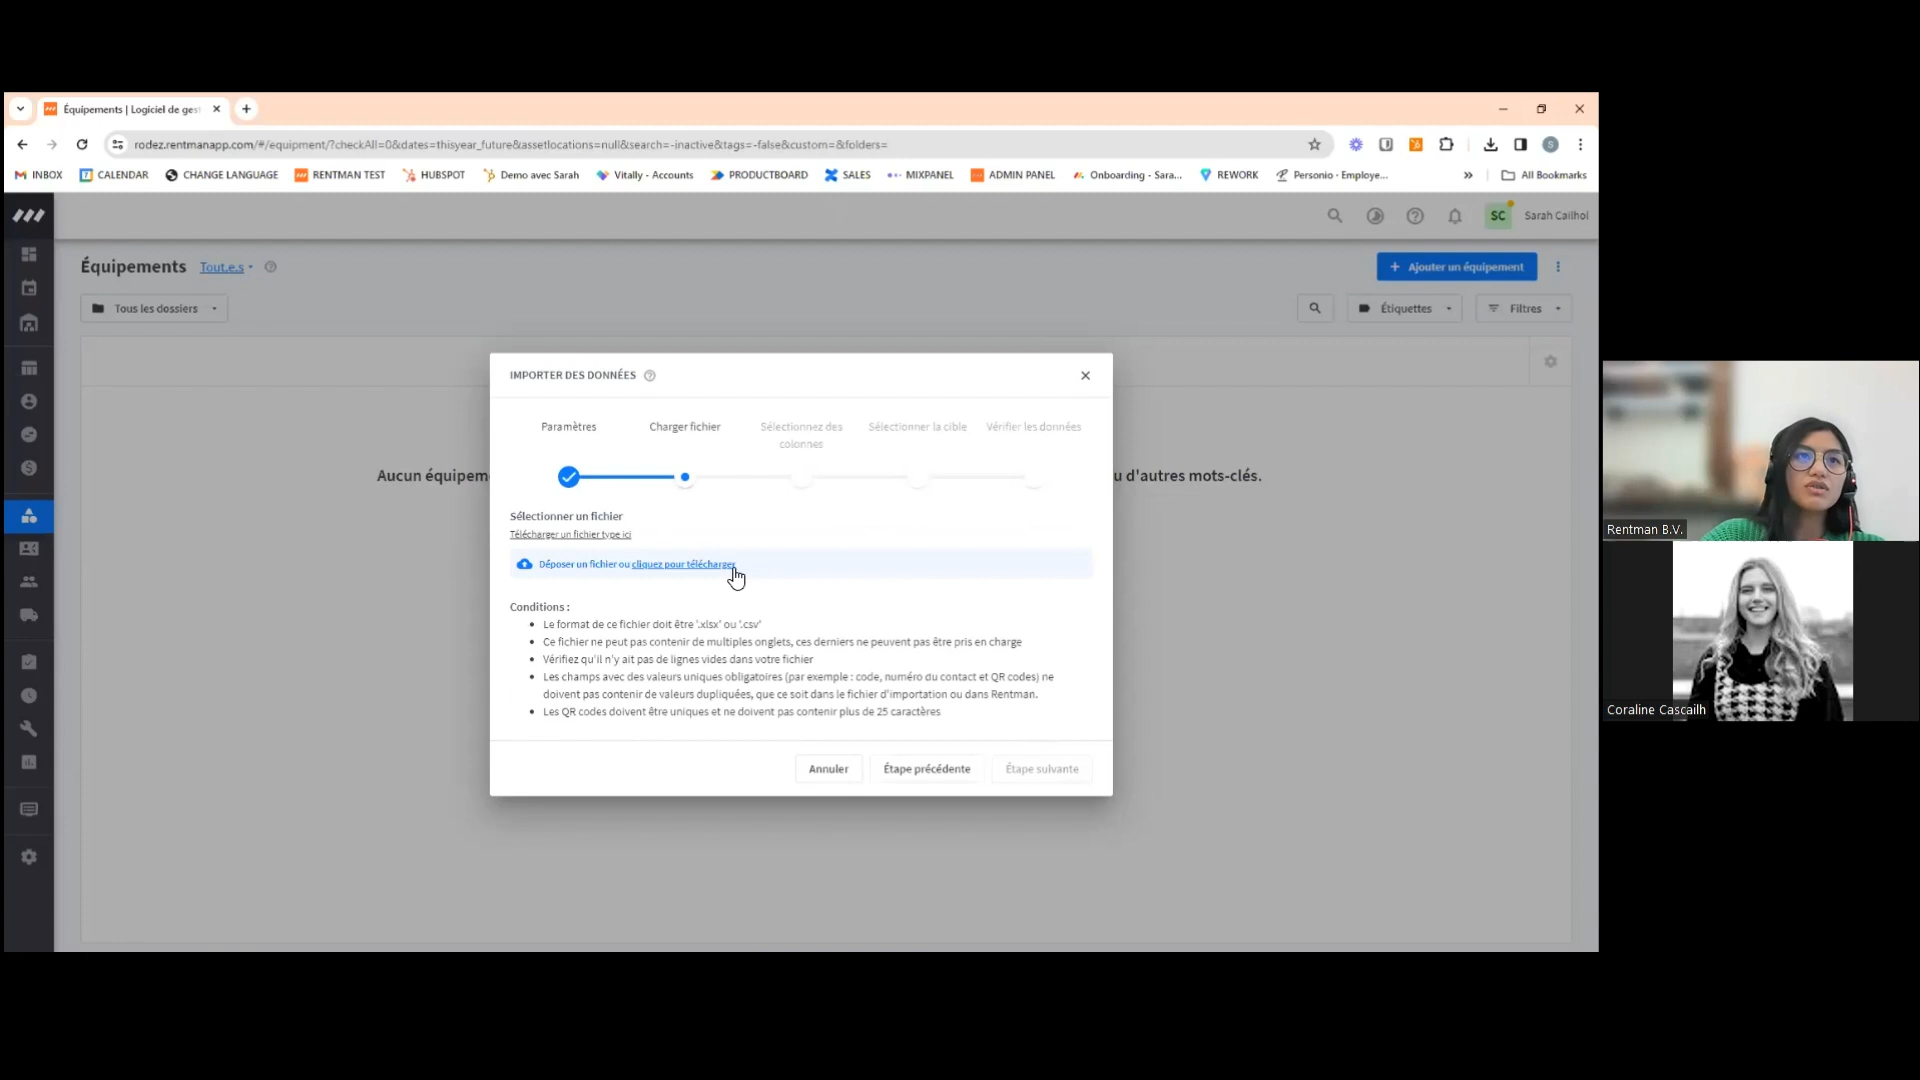 Équipements | Logiciel de ges
rodez.rentmanapp.com/#/equipment/?checkAll=0&dates=thisyear_future&assetlocations=null&search=-inactive&tags=-false&custom=&folders=
INBOX CALENDAR CHANGE LANGUAGE RENTMAN TEST HUBSPOT Demo avec Sarah Vitally - Accounts PRODUCTBOARD SALES MIXPANEL ADMIN PANEL Onboarding - Sara... REWORK Personio - Employe... » All Bookmarks
SC Sarah Cailhol
Équipements Tout.e.s
+ Ajouter un équipement
Tous les dossiers
Étiquettes Filtres
IMPORTER DES DONNÉES
Paramètres Charger fichier Sélectionnez des colonnes Sélectionner la cible Vérifier les données
Aucun équipem
u d'autres mots-clés.
Sélectionner un fichier
Télécharger un fichier type ici
Déposer un fichier ou cliquez pour télécharger
Conditions :
• Le format de ce fichier doit être '.xlsx' ou '.csv'
• Ce fichier ne peut pas contenir de multiples onglets, ces derniers ne peuvent pas être pris en charge
• Vérifiez qu'il n'y ait pas de lignes vides dans votre fichier
• Les champs avec des valeurs uniques obligatoires (par exemple : code, numéro du contact et QR codes) ne
doivent pas contenir de valeurs dupliquées, que ce soit dans le fichier d'importation ou dans Rentman.
• Les QR codes doivent être uniques et ne doivent pas contenir plus de 25 caractères
Annuler Étape précédente Étape suivante
Rentman B.V.
Coraline Cascailh